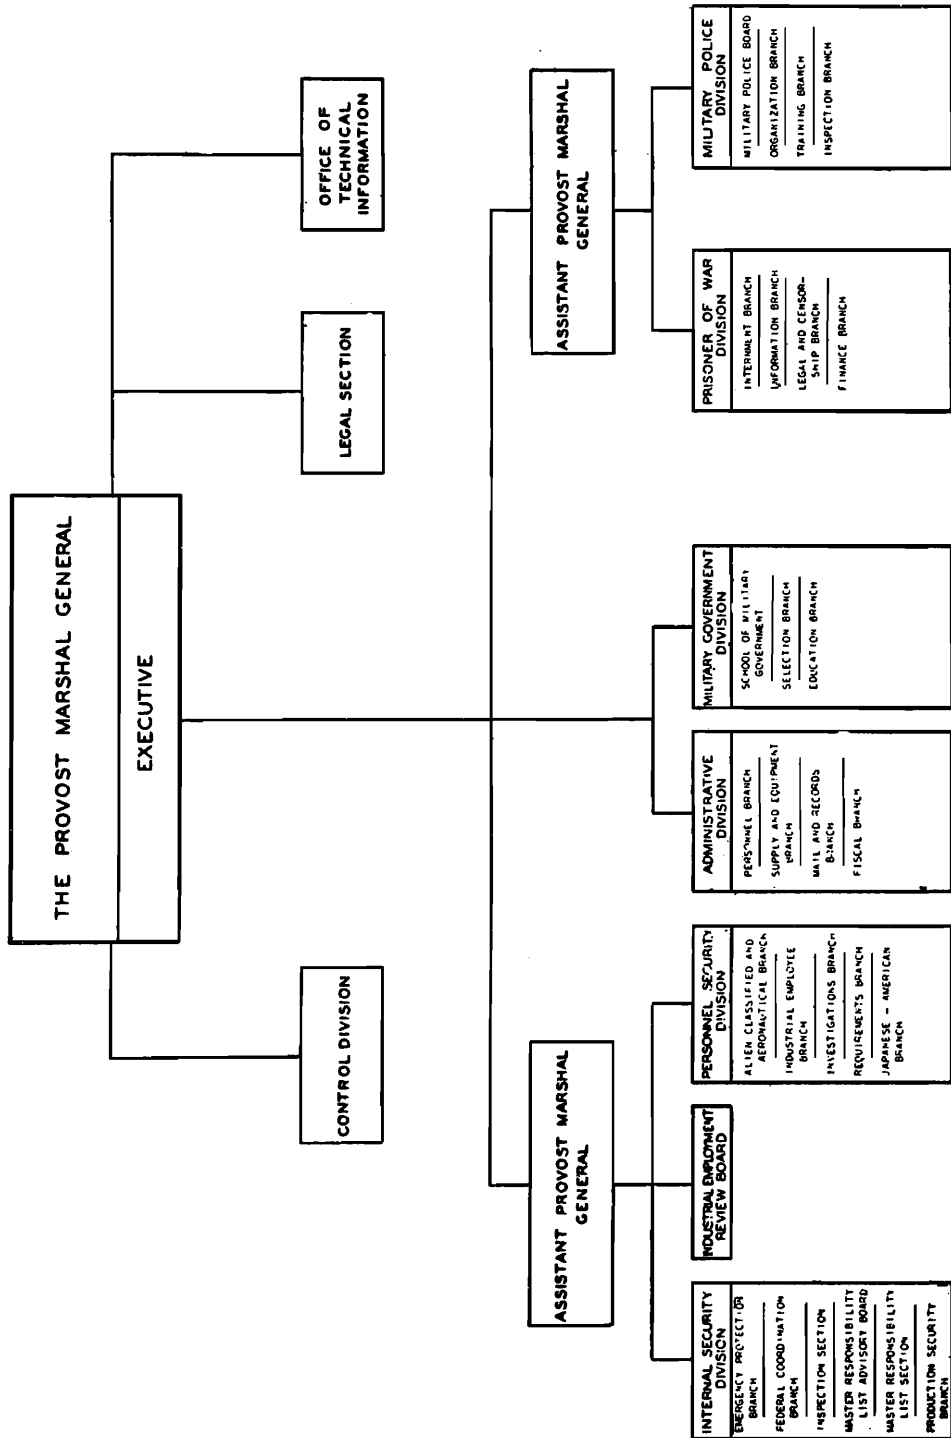 THE PROVOST MARSHAL GENERAL
EXECUTIVE
CONTROL DIVISION
LEGAL SECTION
OFFICE OF
TECHNICAL
INFORMATION
ASSISTANT PROVOST MARSHAL
GENERAL
ASSISTANT PROVOST MARSHAL
GENERAL
INTERNAL SECURITY
DIVISION
EMERGENCY PROTECTION
BRANCH
FEDERAL COORDINATION
BRANCH
INSPECTION SECTION
MASTER RESPONSIBILITY
LIST ADVISORY BOARD
MASTER RESPONSIBILITY
LIST SECTION
PRODUCTION SECURITY
BRANCH
INDUSTRIAL EMPLOYMENT
REVIEW BOARD
PERSONNEL SECURITY
DIVISION
ALIEN CLASSIFIED AND
AERONAUTICAL BRANCH
INDUSTRIAL EMPLOYEE
BRANCH
INVESTIGATIONS BRANCH
REQUIREMENTS BRANCH
JAPANESE - AMERICAN
BRANCH
ADMINISTRATIVE
DIVISION
PERSONNEL BRANCH
SUPPLY AND EQUIPMENT
BRANCH
MAIL AND RECORDS
BRANCH
FISCAL BRANCH
MILITARY GOVERNMENT
DIVISION
SCHOOL OF MILITARY
GOVERNMENT
SELECTION BRANCH
EDUCATION BRANCH
PRISONER OF WAR
DIVISION
INTERNMENT BRANCH
INFORMATION BRANCH
LEGAL AND CENSOR-
SHIP BRANCH
FINANCE BRANCH
MILITARY POLICE
DIVISION
MILITARY POLICE BOARD
ORGANIZATION BRANCH
TRAINING BRANCH
INSPECTION BRANCH